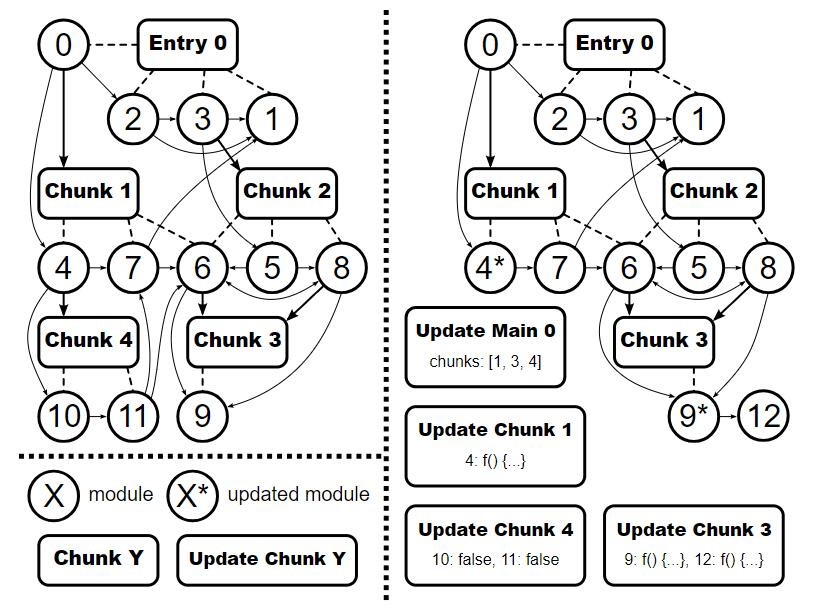 0
Entry 0
2
3
1
Chunk 1
Chunk 2
4
7
6
5
8
Chunk 4
Chunk 3
10
11
9
X module
X* updated module
Chunk Y
Update Chunk Y
0
Entry 0
2
3
1
Chunk 1
Chunk 2
4*
7
6
5
8
Chunk 3
9*
12
Update Main 0
chunks: [1, 3, 4]
Update Chunk 1
4: f() {...}
Update Chunk 4
10: false, 11: false
Update Chunk 3
9: f() {...}, 12: f() {...}